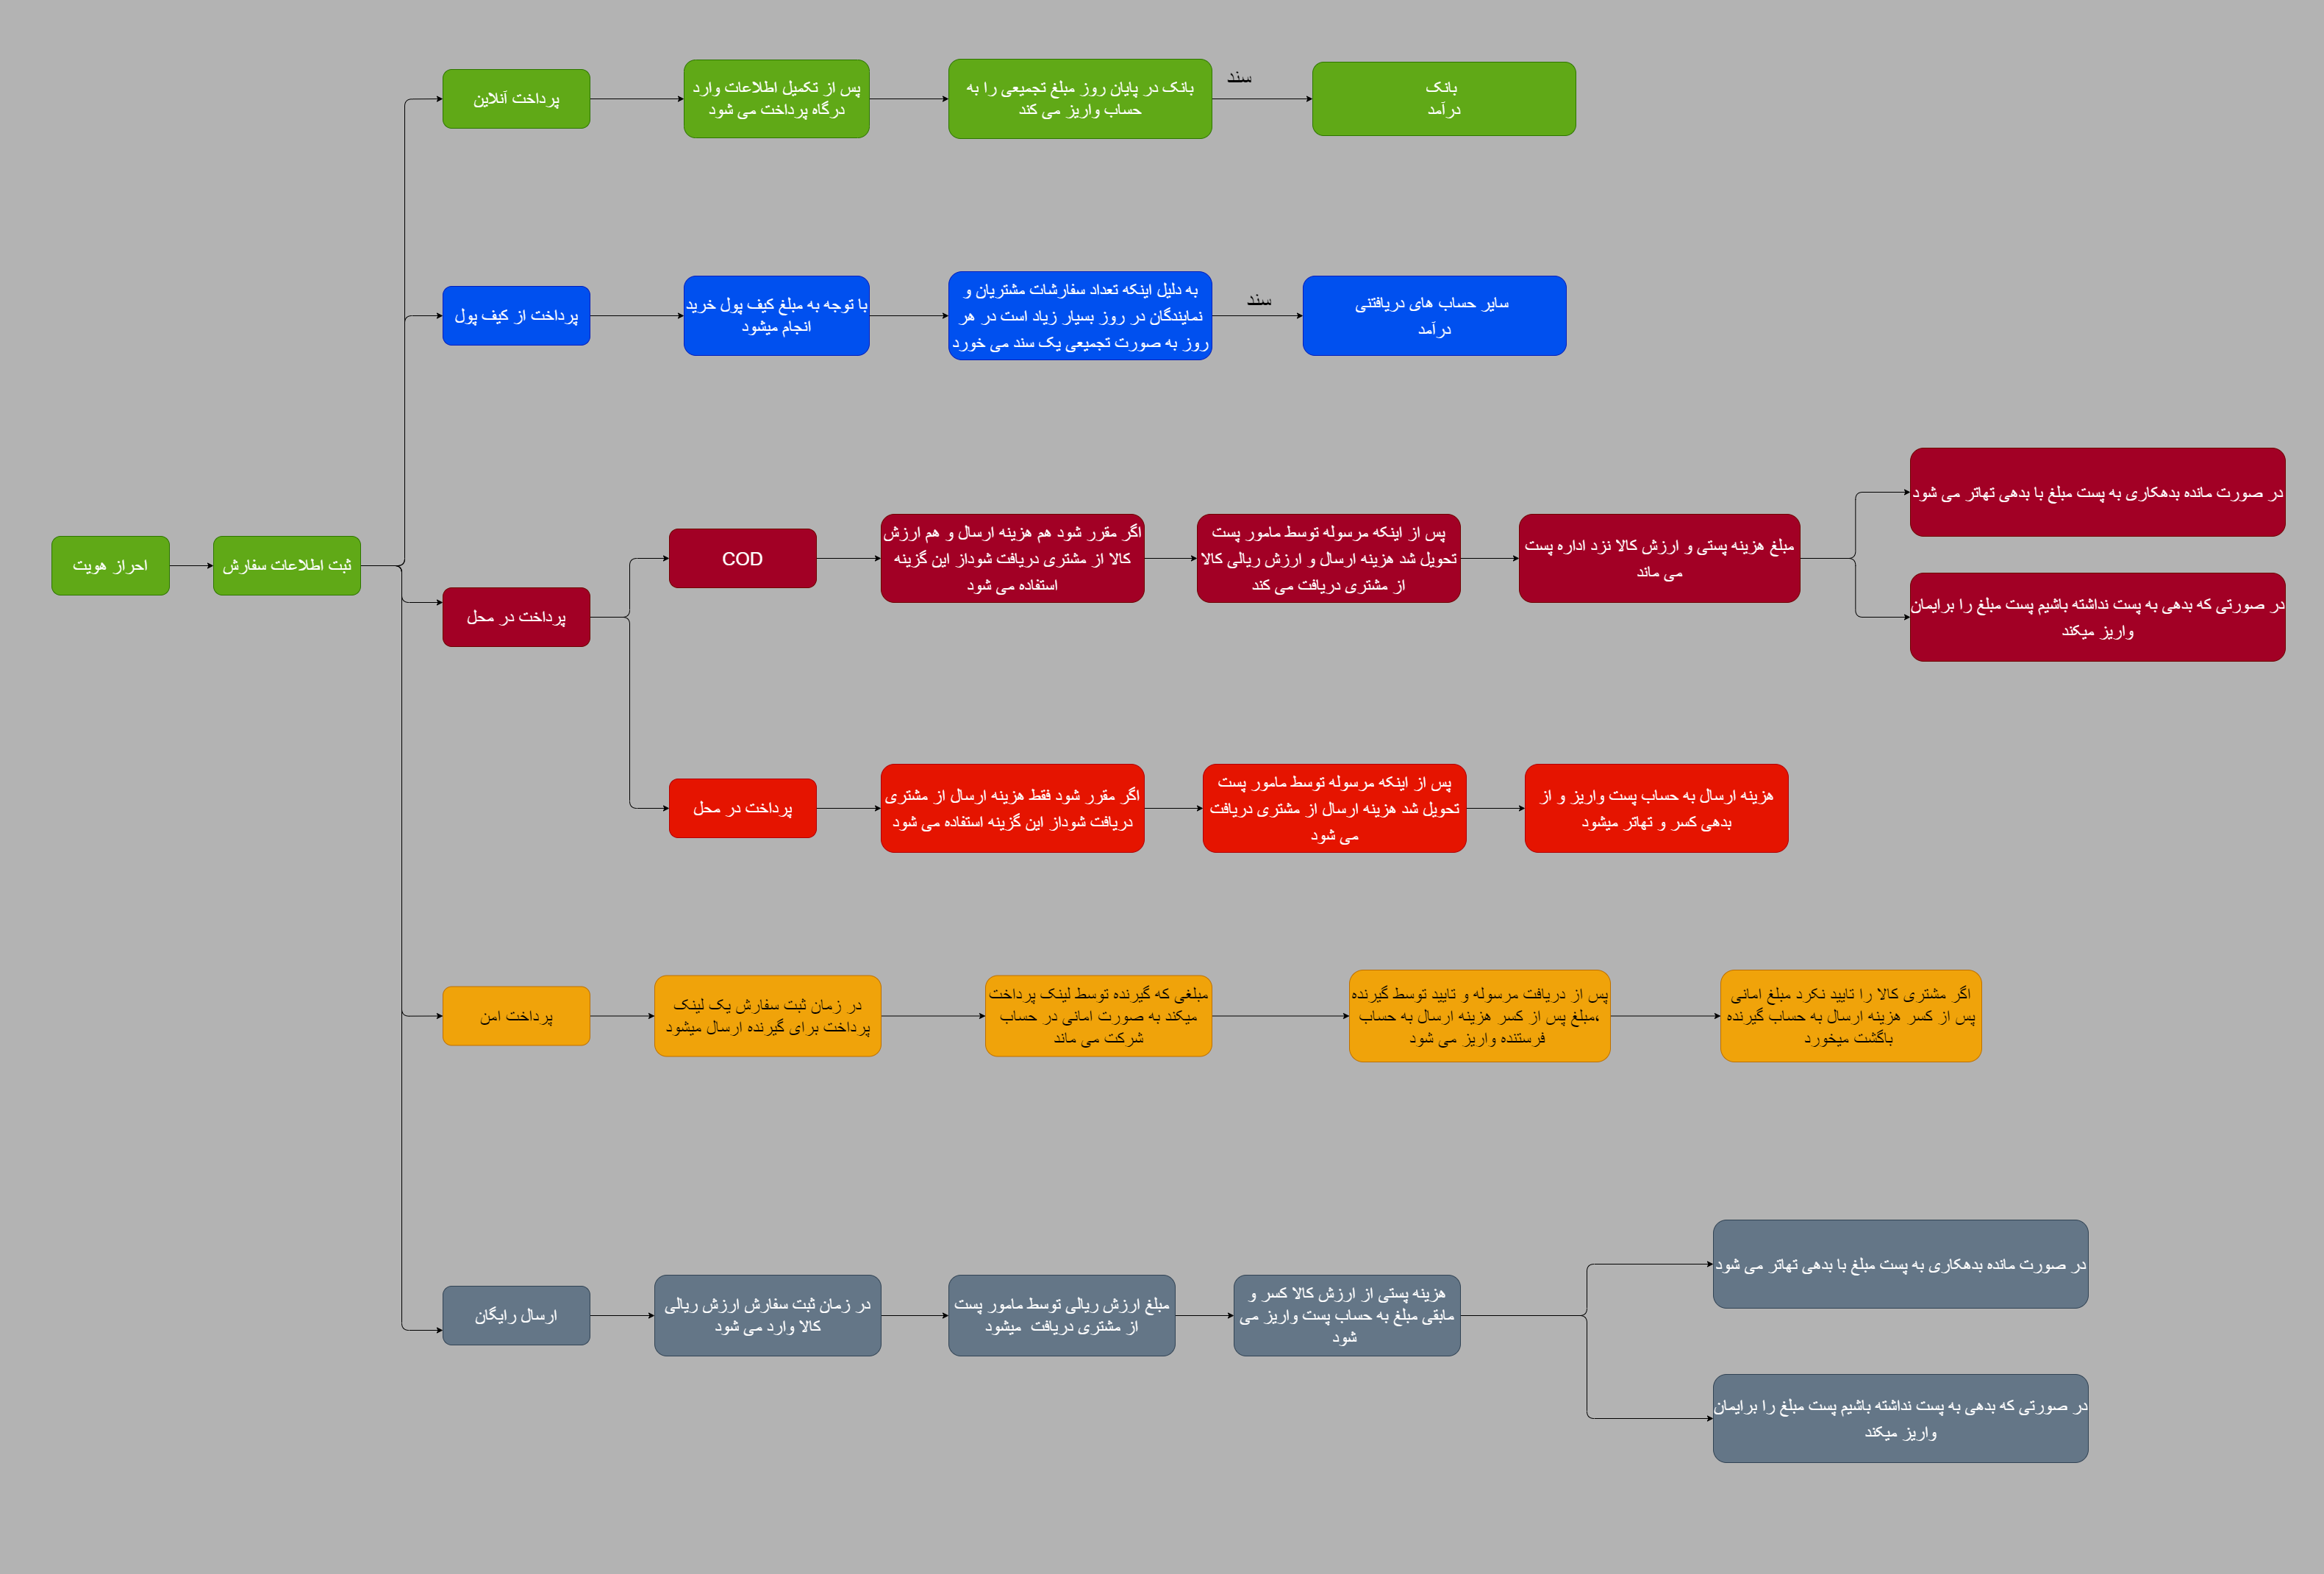 احراز هویت
ثبت اطلاعات سفارش
پرداخت آنلاین
پس از تکمیل اطلاعات وارد
درگاه پرداخت می شود
بانک در پایان روز مبلغ تجمیعی را به
حساب واریز می کند
سند
بانک
درآمد
پرداخت از کیف پول
با توجه به مبلغ کیف پول خرید
انجام میشود
به دلیل اینکه تعداد سفارشات مشتریان و
نمایندگان در روز بسیار زیاد است در هر
روز به صورت تجمیعی یک سند می خورد
سند
سایر حساب های دریافتنی
درآمد
پرداخت در محل
COD
اگر مقرر شود هم هزینه ارسال و هم ارزش
کالا از مشتری دریافت شوداز این گزینه
استفاده می شود
پس از اینکه مرسوله توسط مامور پست
تحویل شد هزینه ارسال و ارزش ریالی کالا
از مشتری دریافت می کند
مبلغ هزینه پستی و ارزش کالا نزد اداره پست
می ماند
در صورت مانده بدهکاری به پست مبلغ با بدهی تهاتر می شود
در صورتی که بدهی به پست نداشته باشیم پست مبلغ را برایمان
واریز میکند
پرداخت در محل
اگر مقرر شود فقط هزینه ارسال از مشتری
دریافت شوداز این گزینه استفاده می شود
پس از اینکه مرسوله توسط مامور پست
تحویل شد هزینه ارسال از مشتری دریافت
می شود
هزینه ارسال به حساب پست واریز و از
بدهی کسر و تهاتر میشود
پرداخت امن
در زمان ثبت سفارش یک لینک
پرداخت برای گیرنده ارسال میشود
مبلغی که گیرنده توسط لینک پرداخت
میکند به صورت امانی در حساب
شرکت می ماند
پس از دریافت مرسوله و تایید توسط گیرنده
،مبلغ پس از کسر هزینه ارسال به حساب
فرستنده واریز می شود
اگر مشتری کالا را تایید نکرد مبلغ امانی
پس از کسر هزینه ارسال به حساب گیرنده
باگشت میخورد
ارسال رایگان
در زمان ثبت سفارش ارزش ریالی
کالا وارد می شود
مبلغ ارزش ریالی توسط مامور پست
از مشتری دریافت  میشود
هزینه پستی از ارزش کالا کسر و
مابقی مبلغ به حساب پست واریز می
شود
در صورت مانده بدهکاری به پست مبلغ با بدهی تهاتر می شود
در صورتی که بدهی به پست نداشته باشیم پست مبلغ را برایمان
واریز میکند